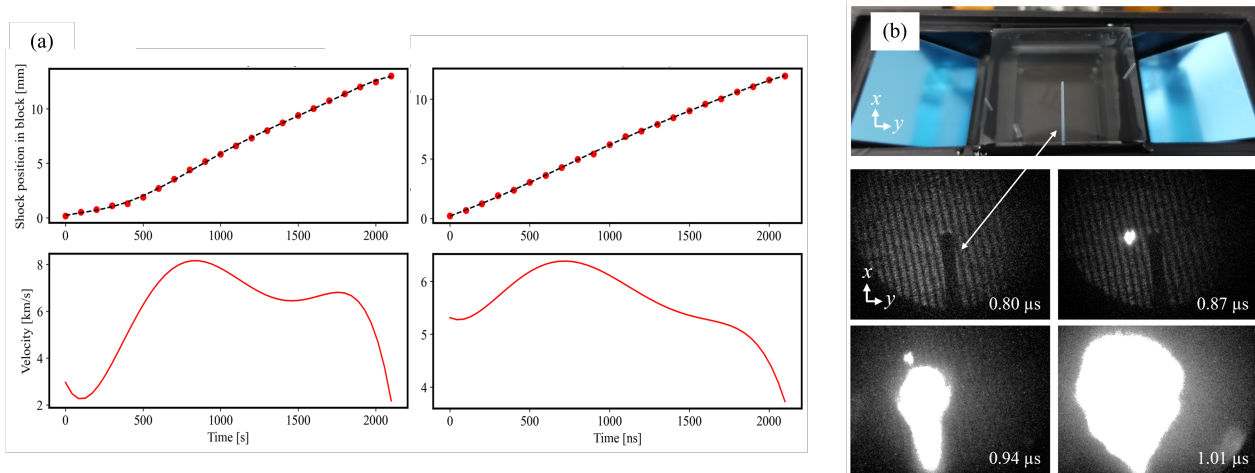 (a)
Shock position in block [mm]
10
5
0
0
500
1000
1500
2000
10
5
0
0
500
1000
1500
2000
Velocity [km/s]
8
6
4
2
0
500
1000
1500
2000
Time [s]
6
5
4
0
500
1000
1500
2000
Time [ns]
(b)
x
y
x
y
0.80 µs
0.87 µs
x
y
0.94 µs
1.01 µs